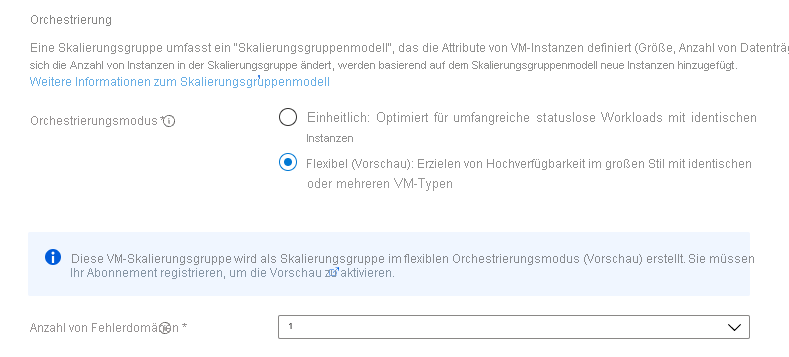 Orchestrierung
Eine Skalierungsgruppe umfasst ein "Skalierungsgruppenmodell", das die Attribute von VM-Instanzen definiert (Größe, Anzahl von Datenträg
sich die Anzahl von Instanzen in der Skalierungsgruppe ändert, werden basierend auf dem Skalierungsgruppenmodell neue Instanzen hinzugefügt.
Weitere Informationen zum Skalierungsgruppenmodell
Orchestrierungsmodus *
Einheitlich: Optimiert für umfangreiche statuslose Workloads mit identischen
Instanzen
Flexibel (Vorschau): Erzielen von Hochverfügbarkeit im großen Stil mit identischen
oder mehreren VM-Typen
Diese VM-Skalierungsgruppe wird als Skalierungsgruppe im flexiblen Orchestrierungsmodus (Vorschau) erstellt. Sie müssen
Ihr Abonnement registrieren, um die Vorschau zu aktivieren.
Anzahl von Fehlerdomänen *
1